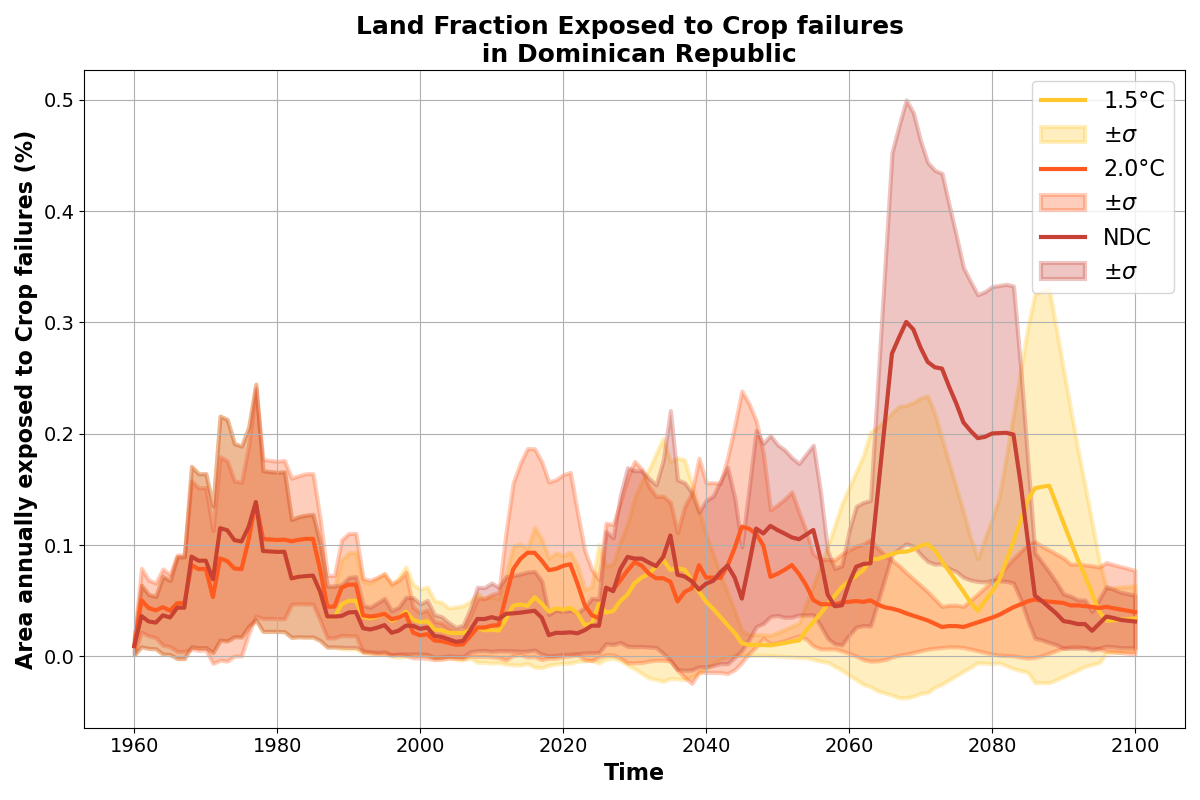 Land Fraction Exposed to Crop failures
in Dominican Republic
Area annually exposed to Crop failures (%)
0.5
0.4
0.3
0.2
0.1
0.0
1960 1980 2000 2020 2040 2060 2080 2100
Time
1.5°C
±σ
2.0°C
±σ
NDC
±σ